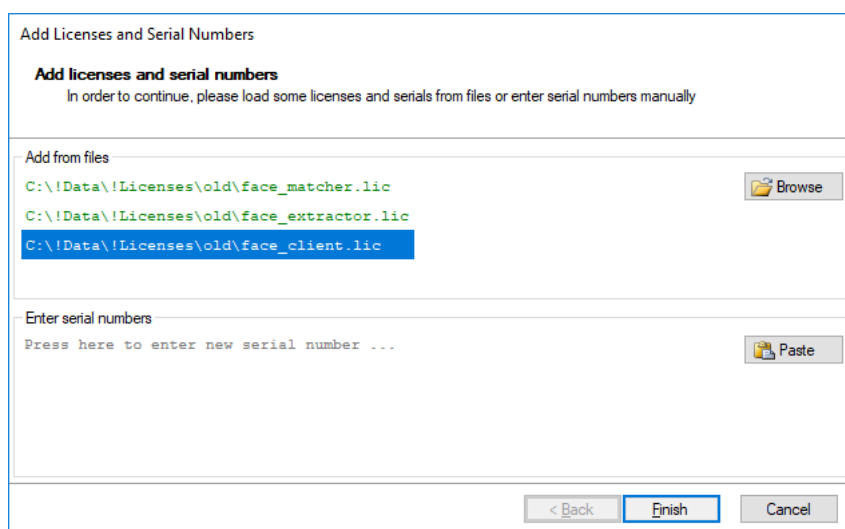 Add Licenses and Serial Numbers
Add licenses and serial numbers
In order to continue, please load some licenses and serials from files or enter serial numbers manually
Add from files
C:\!Data\!Licenses\old\face_matcher.lic
Browse
C:\!Data\!Licenses\old\face_extractor.lic
C:\!Data\!Licenses\old\face_client.lic
Enter serial numbers
Press here to enter new serial number ...
Paste
< Back
Finish
Cancel